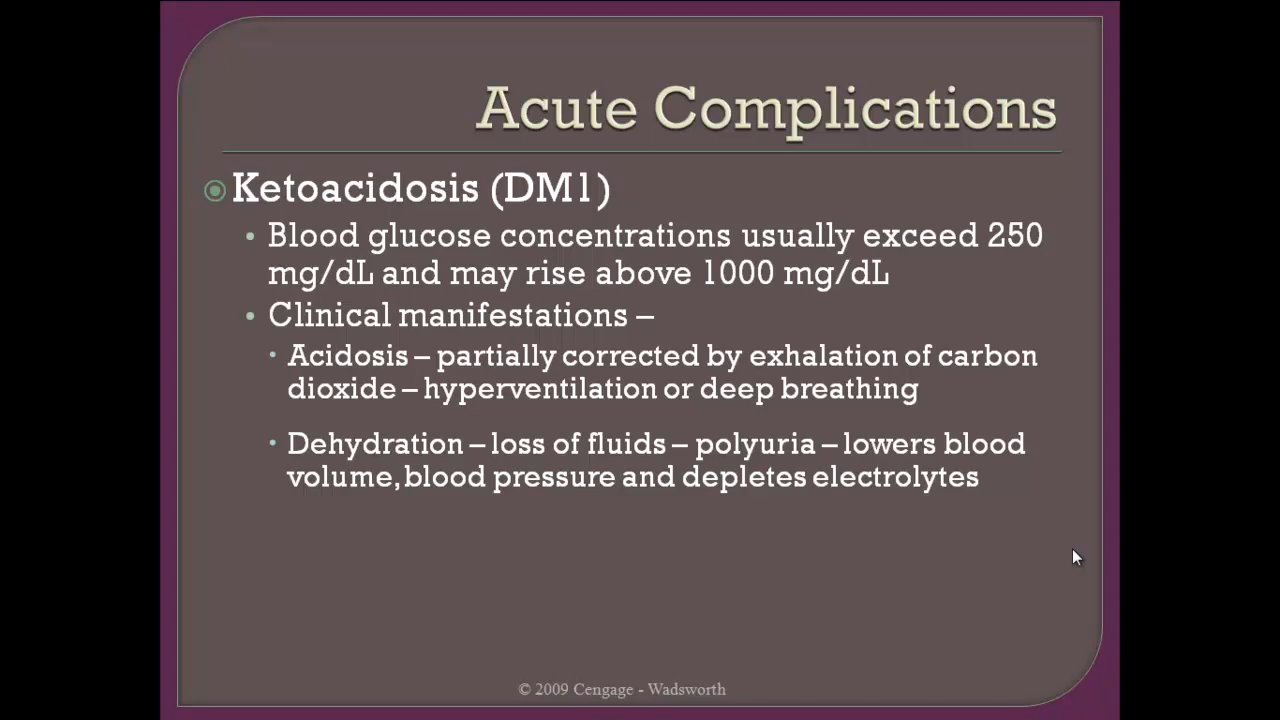 Acute Complications
Ketoacidosis (DM1)
Blood glucose concentrations usually exceed 250
mg/dL and may rise above 1000 mg/dL
Clinical manifestations –
Acidosis – partially corrected by exhalation of carbon
dioxide – hyperventilation or deep breathing
Dehydration – loss of fluids – polyuria – lowers blood
volume, blood pressure and depletes electrolytes
© 2009 Cengage - Wadsworth